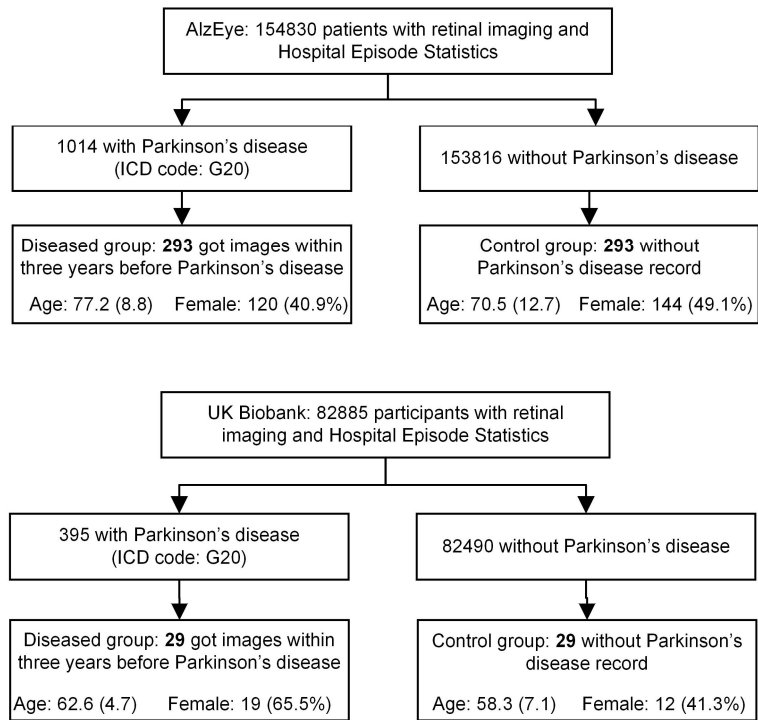 AlzEye: 154830 patients with retinal imaging and
Hospital Episode Statistics
1014 with Parkinson's disease
(ICD code: G20)
153816 without Parkinson's disease
Diseased group: 293 got images within
three years before Parkinson's disease
Age: 77.2 (8.8) Female: 120 (40.9%)
Control group: 293 without
Parkinson's disease record
Age: 70.5 (12.7) Female: 144 (49.1%)
UK Biobank: 82885 participants with retinal
imaging and Hospital Episode Statistics
395 with Parkinson's disease
(ICD code: G20)
82490 without Parkinson's disease
Diseased group: 29 got images within
three years before Parkinson's disease
Age: 62.6 (4.7) Female: 19 (65.5%)
Control group: 29 without Parkinson's
disease record
Age: 58.3 (7.1) Female: 12 (41.3%)